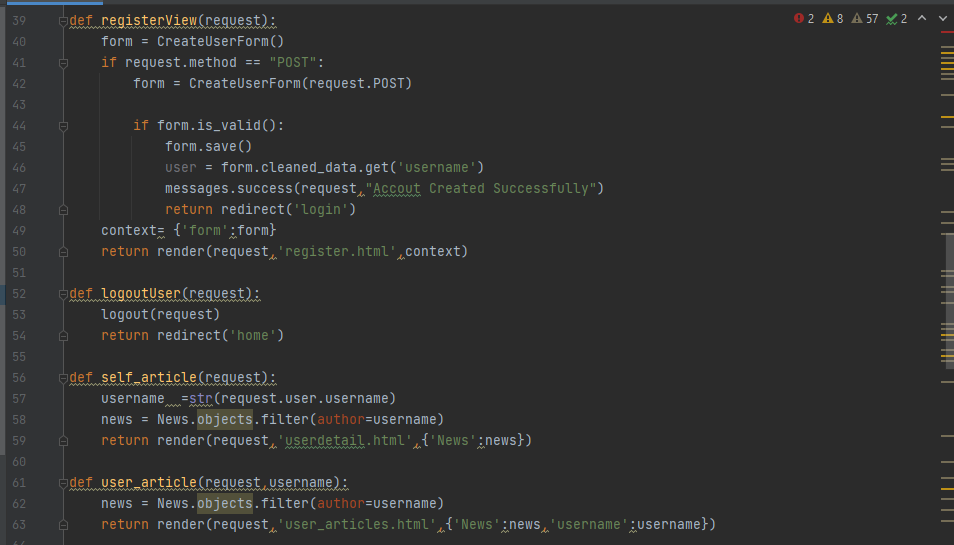 2 8 57 2
39 def registerView(request):
40     form = CreateUserForm()
41     if request.method == "POST":
42         form = CreateUserForm(request.POST)
43
44         if form.is_valid():
45             form.save()
46             user = form.cleaned_data.get('username')
47             messages.success(request,"Accout Created Successfully")
48             return redirect('login')
49     context= {'form':form}
50     return render(request,'register.html',context)
51
52 def logoutUser(request):
53     logout(request)
54     return redirect('home')
55
56 def self_article(request):
57     username  =str(request.user.username)
58     news = News.objects.filter(author=username)
59     return render(request,'userdetail.html',{'News':news})
60
61 def user_article(request,username):
62     news = News.objects.filter(author=username)
63     return render(request,'user_articles.html',{'News':news,'username':username})